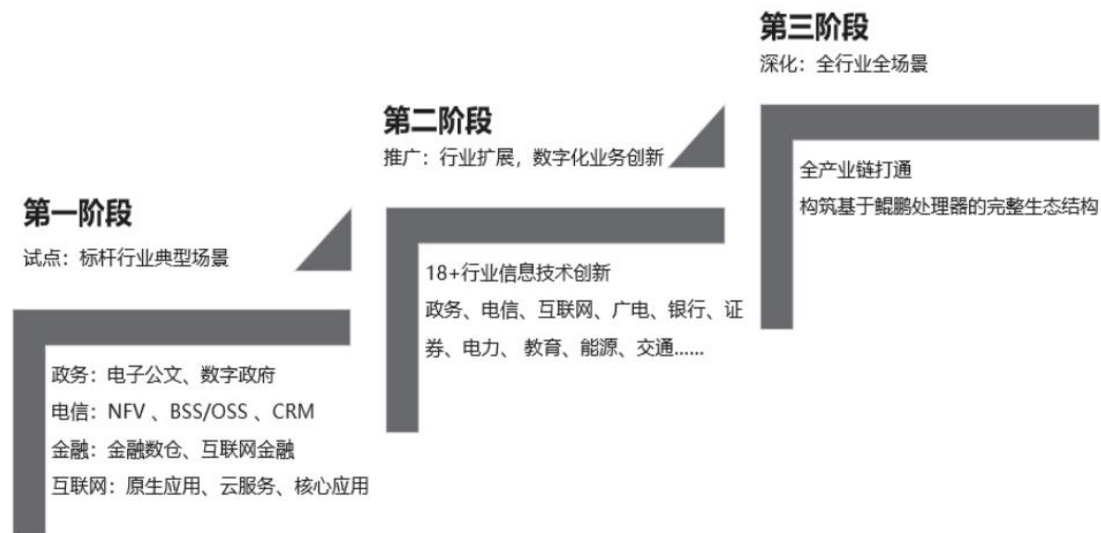 第一阶段
试点：标杆行业典型场景
政务：电子公文、数字政府
电信：NFV 、BSS/OSS 、CRM
金融：金融数仓、互联网金融
互联网：原生应用、云服务、核心应用
第二阶段
推广：行业扩展，数字化业务创新
18+行业信息技术创新
政务、电信、互联网、广电、银行、证
券、电力、 教育、能源、交通......
第三阶段
深化：全行业全场景
全产业链打通
构筑基于鲲鹏处理器的完整生态结构